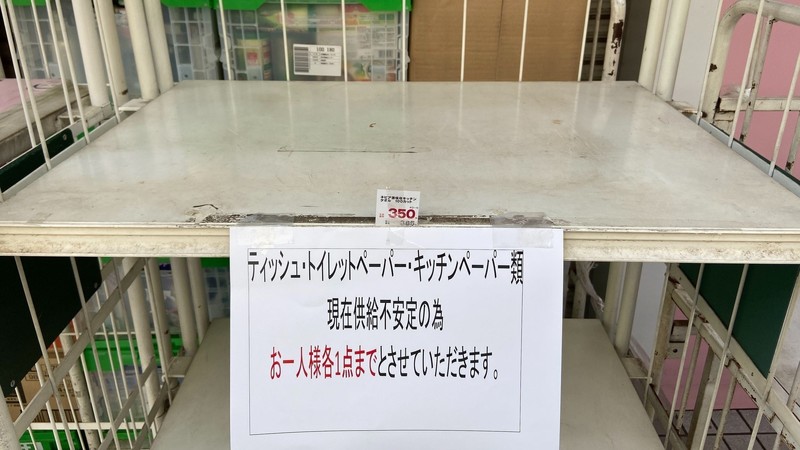 350
ティッシュ・トイレットペーパー・キッチンペーパー類
現在供給不安定の為
お一人様各1点までとさせていただきます。